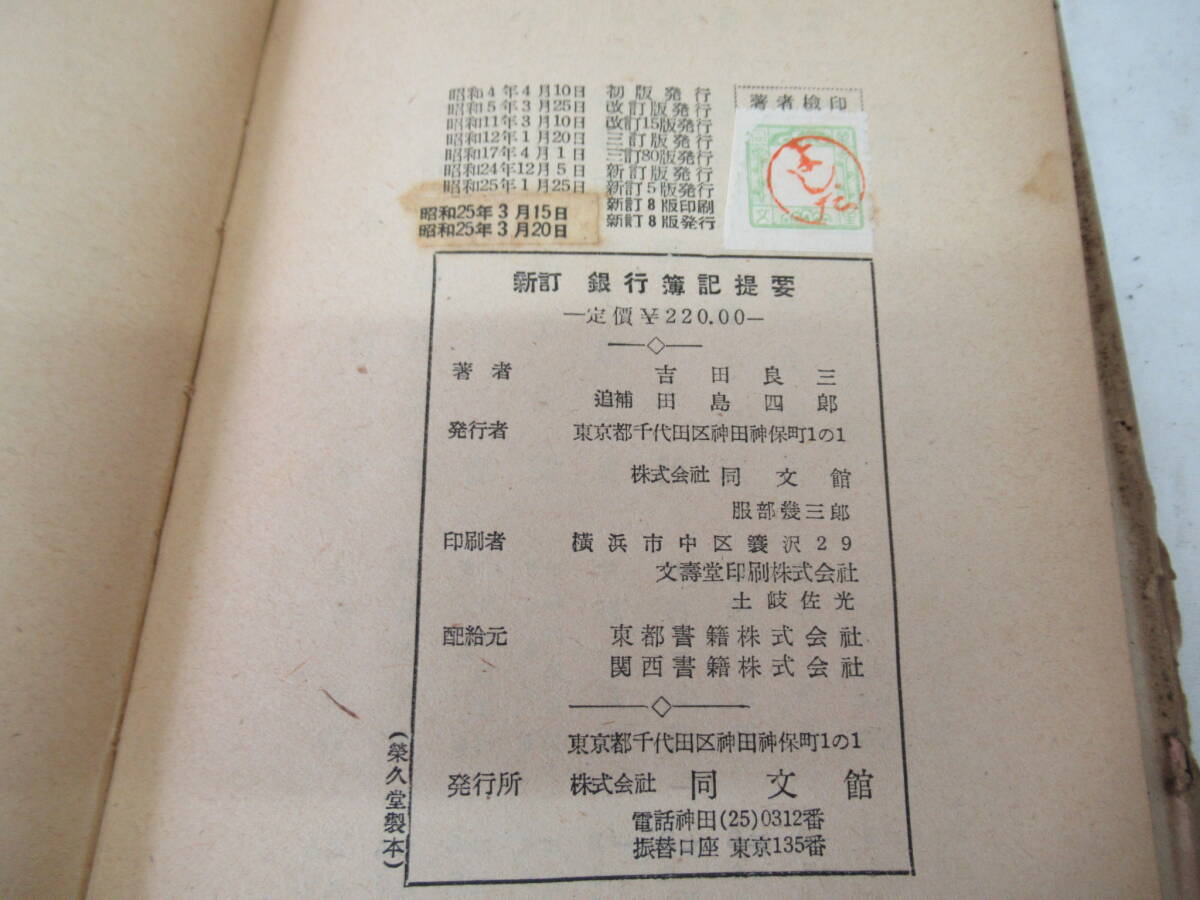 昭和4年4月10日 初版発行
昭和5年3月25日 改訂版発行
昭和11年3月10日 改訂15版発行
昭和12年1月20日 三訂版発行
昭和17年4月1日 三訂80版発行
昭和24年12月5日 新訂版発行
昭和25年1月25日 新訂5版発行
昭和25年3月15日 新訂8版印刷
昭和25年3月20日 新訂8版発行
著者検印
よした
新訂 銀行簿記提要
—定價¥220.00—
著者 吉田良三
追補 田島四郎
発行者 東京都千代田区神田神保町1の1
株式会社 同文館
服部㡬三郎
印刷者 横浜市中区簑沢29
文壽堂印刷株式会社
土岐佐光
配給元 東都書籍株式会社
関西書籍株式会社
東京都千代田区神田神保町1の1
発行所 株式会社 同文館
電話神田(25)0312番
振替口座 東京135番
(榮久堂製本)